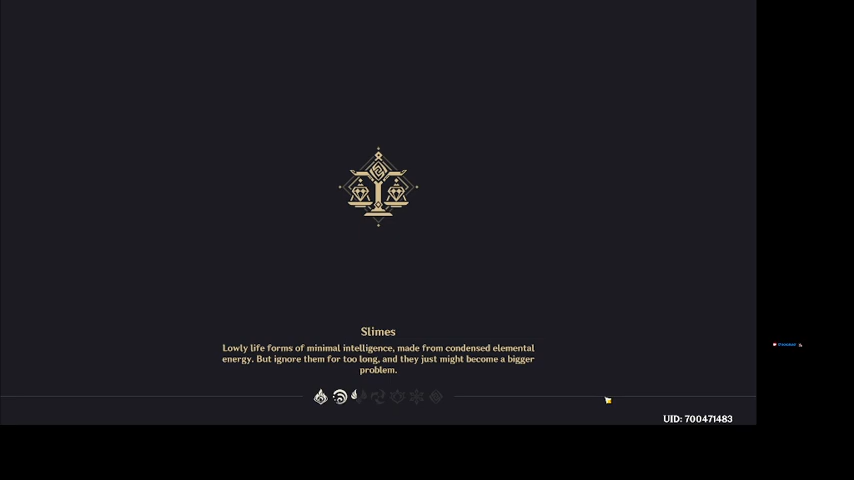 Slimes
Lowly life forms of minimal intelligence, made from condensed elemental
energy. But ignore them for too long, and they just might become a bigger
problem.
UID: 700471483